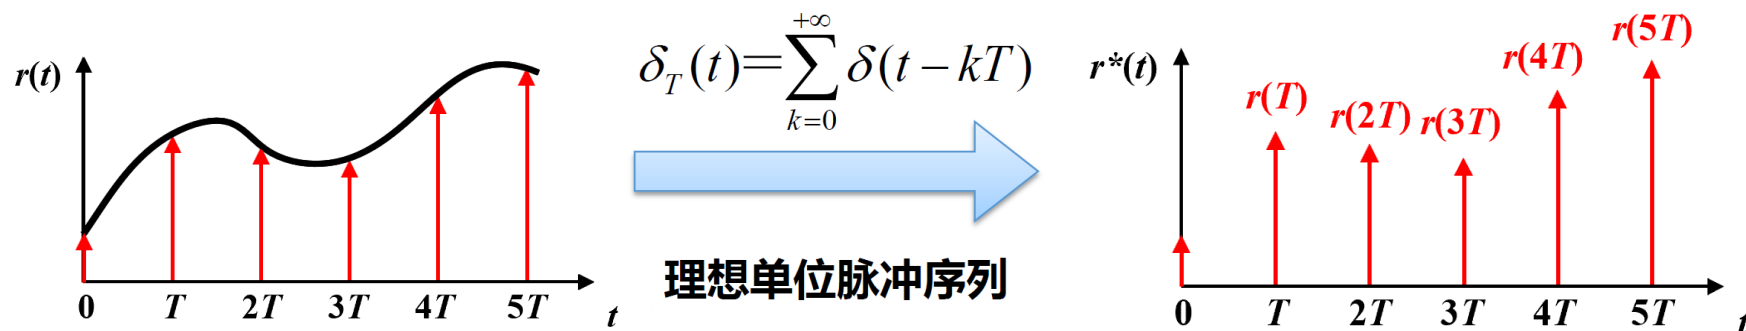 r(t)
0 T 2T 3T 4T 5T t
δ_T(t)=∑_{k=0}^{+∞} δ(t−kT)
理想单位脉冲序列
r*(t)
r(T) r(2T) r(3T) r(4T) r(5T)
0 T 2T 3T 4T 5T t